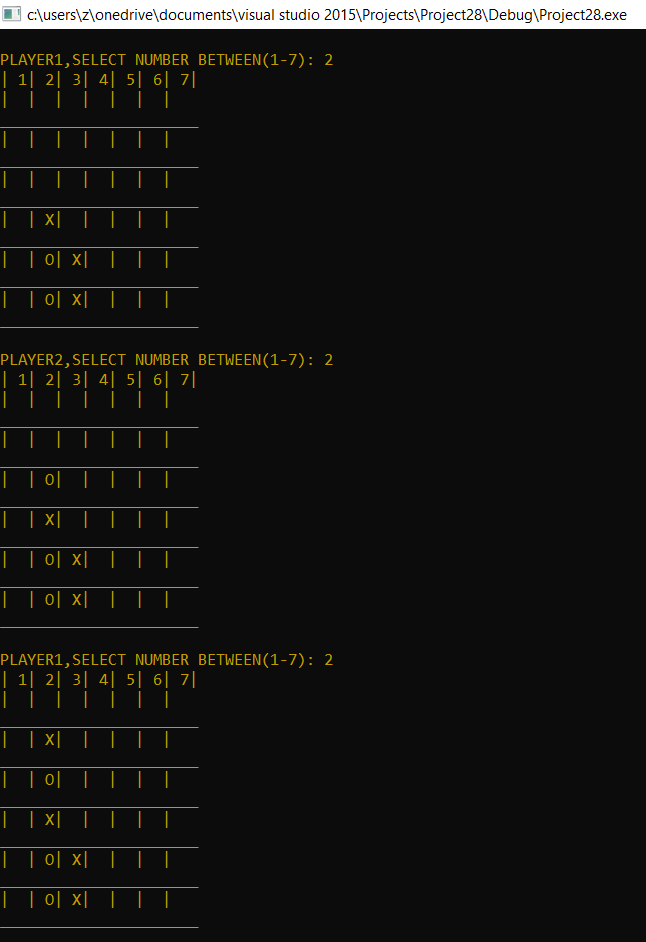 c:\users\z\onedrive\documents\visual studio 2015\Projects\Project28\Debug\Project28.exe
PLAYER1,SELECT NUMBER BETWEEN(1-7): 2
| 1| 2| 3| 4| 5| 6| 7|
|  |  |  |  |  |  |
______________________
|  |  |  |  |  |  |
______________________
|  |  |  |  |  |  |
______________________
|  | X|  |  |  |  |
______________________
|  | O| X|  |  |  |
______________________
|  | O| X|  |  |  |
______________________
PLAYER2,SELECT NUMBER BETWEEN(1-7): 2
| 1| 2| 3| 4| 5| 6| 7|
|  |  |  |  |  |  |
______________________
|  |  |  |  |  |  |
______________________
|  | O|  |  |  |  |
______________________
|  | X|  |  |  |  |
______________________
|  | O| X|  |  |  |
______________________
|  | O| X|  |  |  |
______________________
PLAYER1,SELECT NUMBER BETWEEN(1-7): 2
| 1| 2| 3| 4| 5| 6| 7|
|  |  |  |  |  |  |
______________________
|  | X|  |  |  |  |
______________________
|  | O|  |  |  |  |
______________________
|  | X|  |  |  |  |
______________________
|  | O| X|  |  |  |
______________________
|  | O| X|  |  |  |
______________________